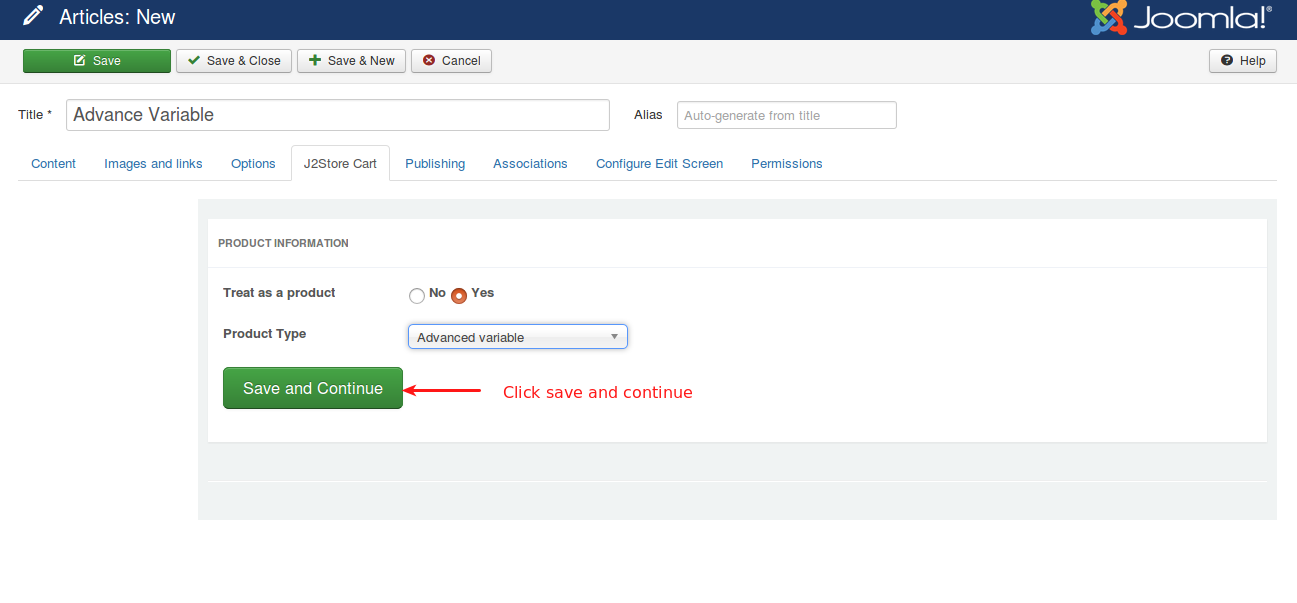 Articles: New
Joomla!®
Save
Save & Close
Save & New
Cancel
Help
Title *
Advance Variable
Alias
Auto-generate from title
Content
Images and links
Options
J2Store Cart
Publishing
Associations
Configure Edit Screen
Permissions
PRODUCT INFORMATION
Treat as a product
No
Yes
Product Type
Advanced variable
Save and Continue
Click save and continue